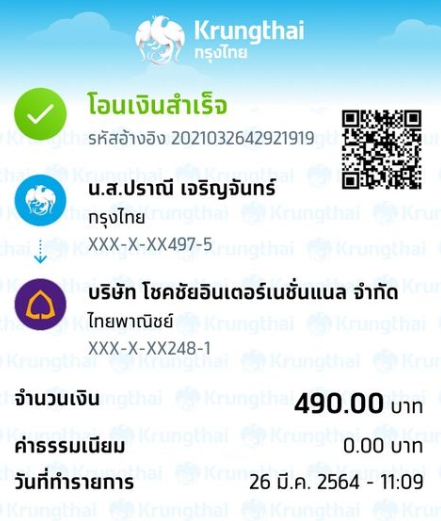 Krungthai
กรุงไทย
โอนเงินสำเร็จ
รหัสอ้างอิง 2021032642921919
น.ส.ปราณี เจริญจันทร์
กรุงไทย
XXX-X-XX497-5
บริษัท โชคชัยอินเตอร์เนชั่นแนล จำกัด
ไทยพาณิชย์
XXX-X-XX248-1
จำนวนเงิน 490.00 บาท
ค่าธรรมเนียม 0.00 บาท
วันที่ทำรายการ 26 มี.ค. 2564 - 11:09